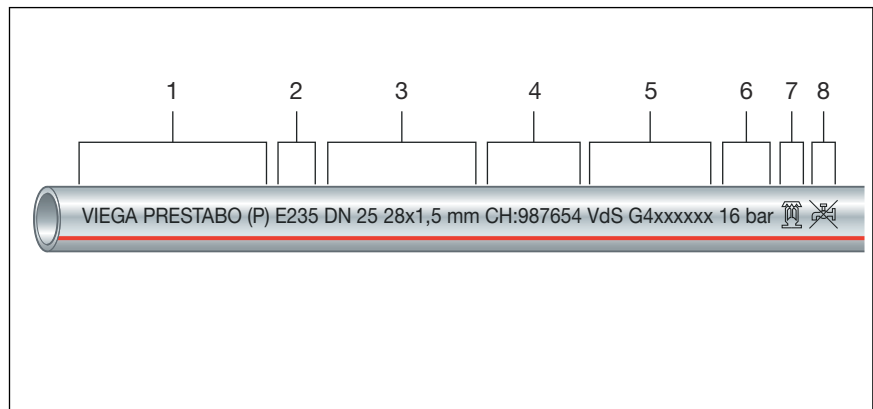 1 2 3 4 5 6 7 8
VIEGA PRESTABO (P) E235 DN 25 28x1,5 mm CH:987654 VdS G4xxxxxx 16 bar